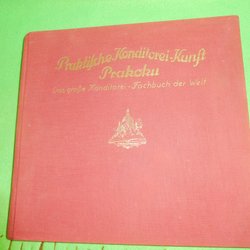 Praktische Konditorei-Kunst
Prakoku
Das große Konditorei-Fachbuch der Welt